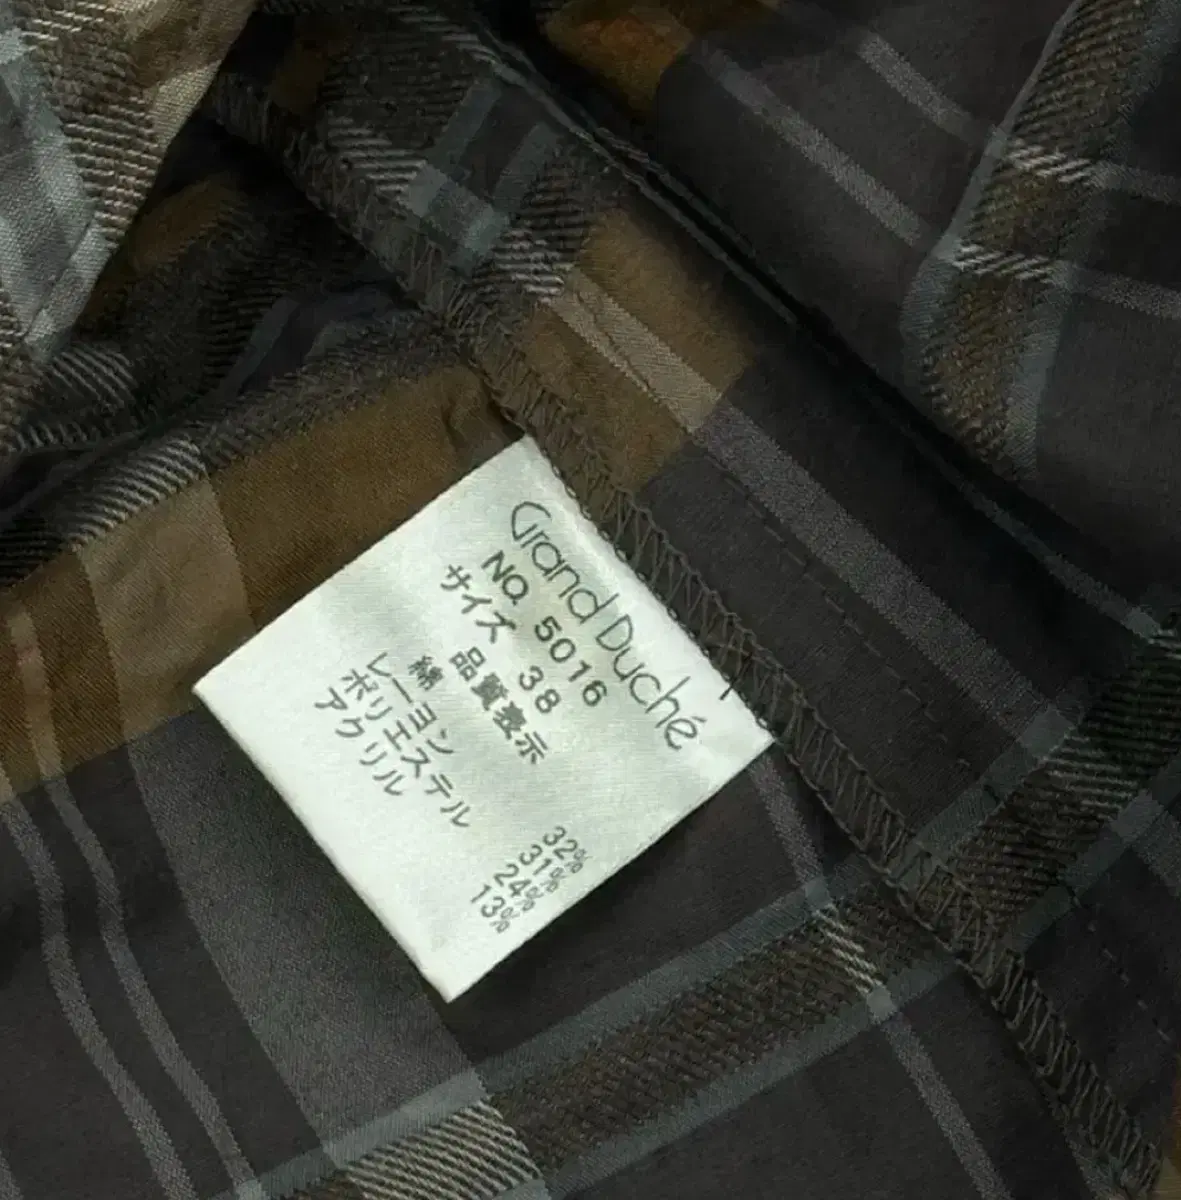 Grand Duché
NO. 5016
サイズ 38
品質表示
綿 32%
レーヨン 31%
ポリエステル 24%
アクリル 13%